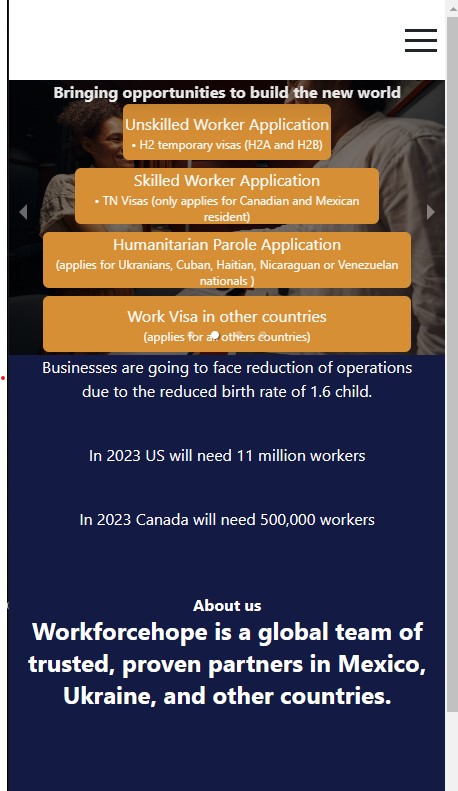 Bringing opportunities to build the new world
Unskilled Worker Application
• H2 temporary visas (H2A and H2B)
Skilled Worker Application
• TN Visas (only applies for Canadian and Mexican
resident)
Humanitarian Parole Application
(applies for Ukranians, Cuban, Haitian, Nicaraguan or Venezuelan
nationals )
Work Visa in other countries
(applies for all others countries)
Businesses are going to face reduction of operations
due to the reduced birth rate of 1.6 child.
In 2023 US will need 11 million workers
In 2023 Canada will need 500,000 workers
About us
Workforcehope is a global team of
trusted, proven partners in Mexico,
Ukraine, and other countries.